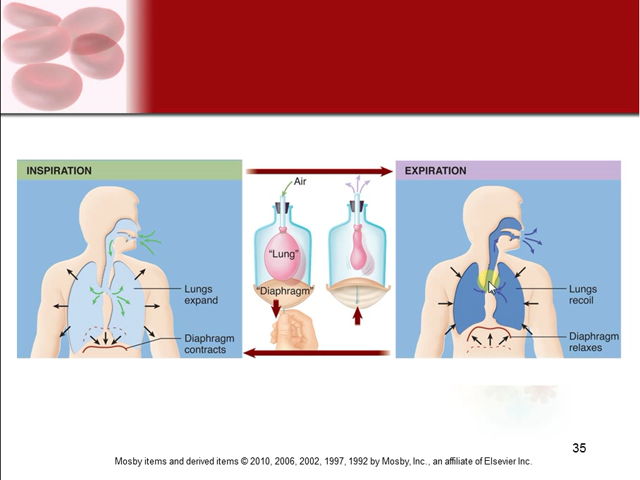 INSPIRATION
Lungs
expand
Diaphragm
contracts
Air
"Lung"
"Diaphragm"
EXPIRATION
Lungs
recoil
Diaphragm
relaxes
35
Mosby items and derived items © 2010, 2006, 2002, 1997, 1992 by Mosby, Inc., an affiliate of Elsevier Inc.